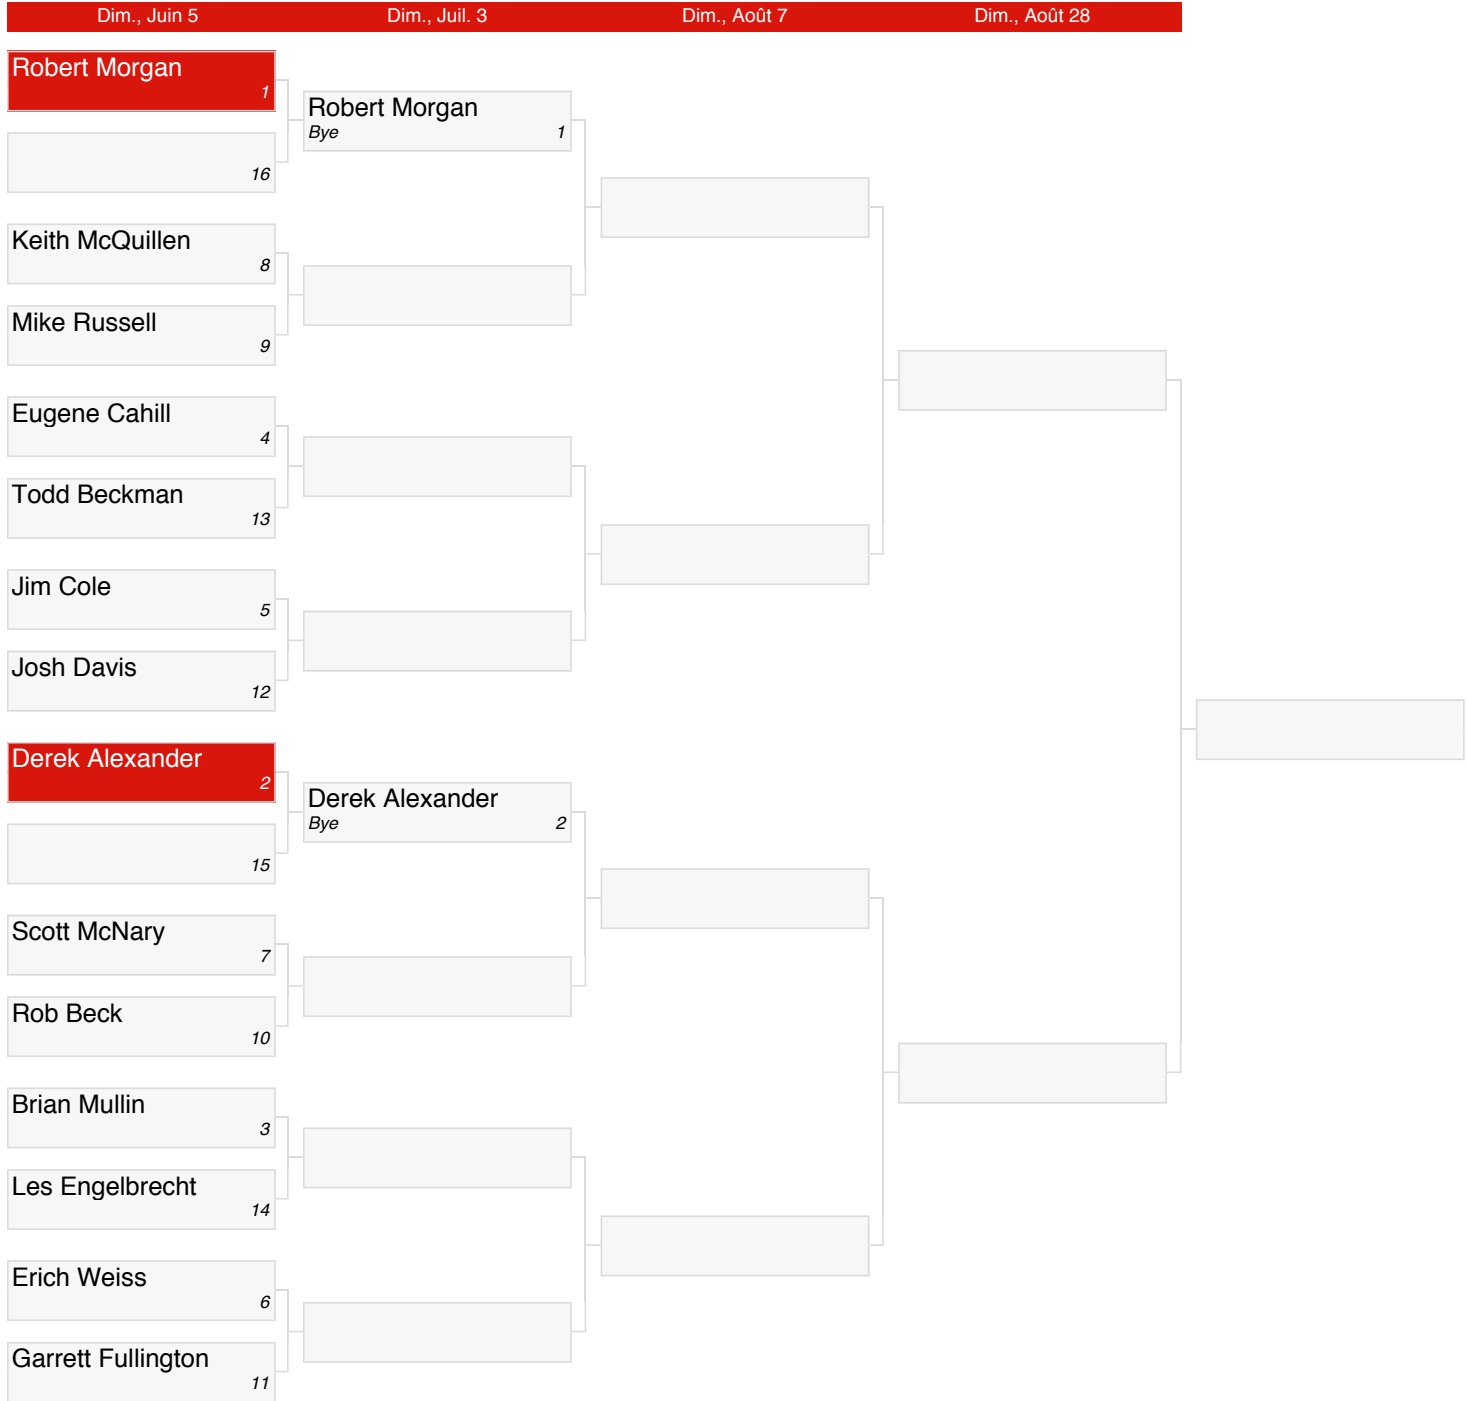 Dim., Juin 5
Dim., Juil. 3
Dim., Août 7
Dim., Août 28
Robert Morgan
1
Robert Morgan
Bye 1
16
Keith McQuillen
8
Mike Russell
9
Eugene Cahill
4
Todd Beckman
13
Jim Cole
5
Josh Davis
12
Derek Alexander
2
Derek Alexander
Bye 2
15
Scott McNary
7
Rob Beck
10
Brian Mullin
3
Les Engelbrecht
14
Erich Weiss
6
Garrett Fullington
11